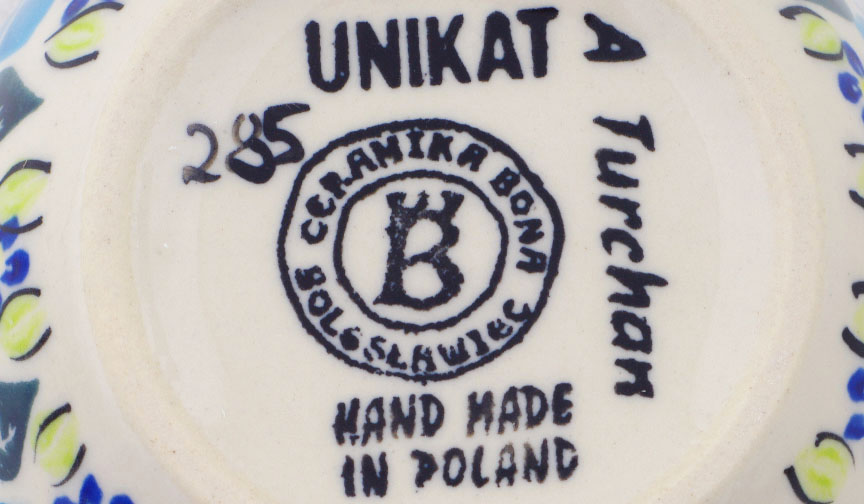 UNIKAT
A Turchan
285
CERAMIKA BONA
BOLESŁAWIEC
B
HAND MADE
IN POLAND